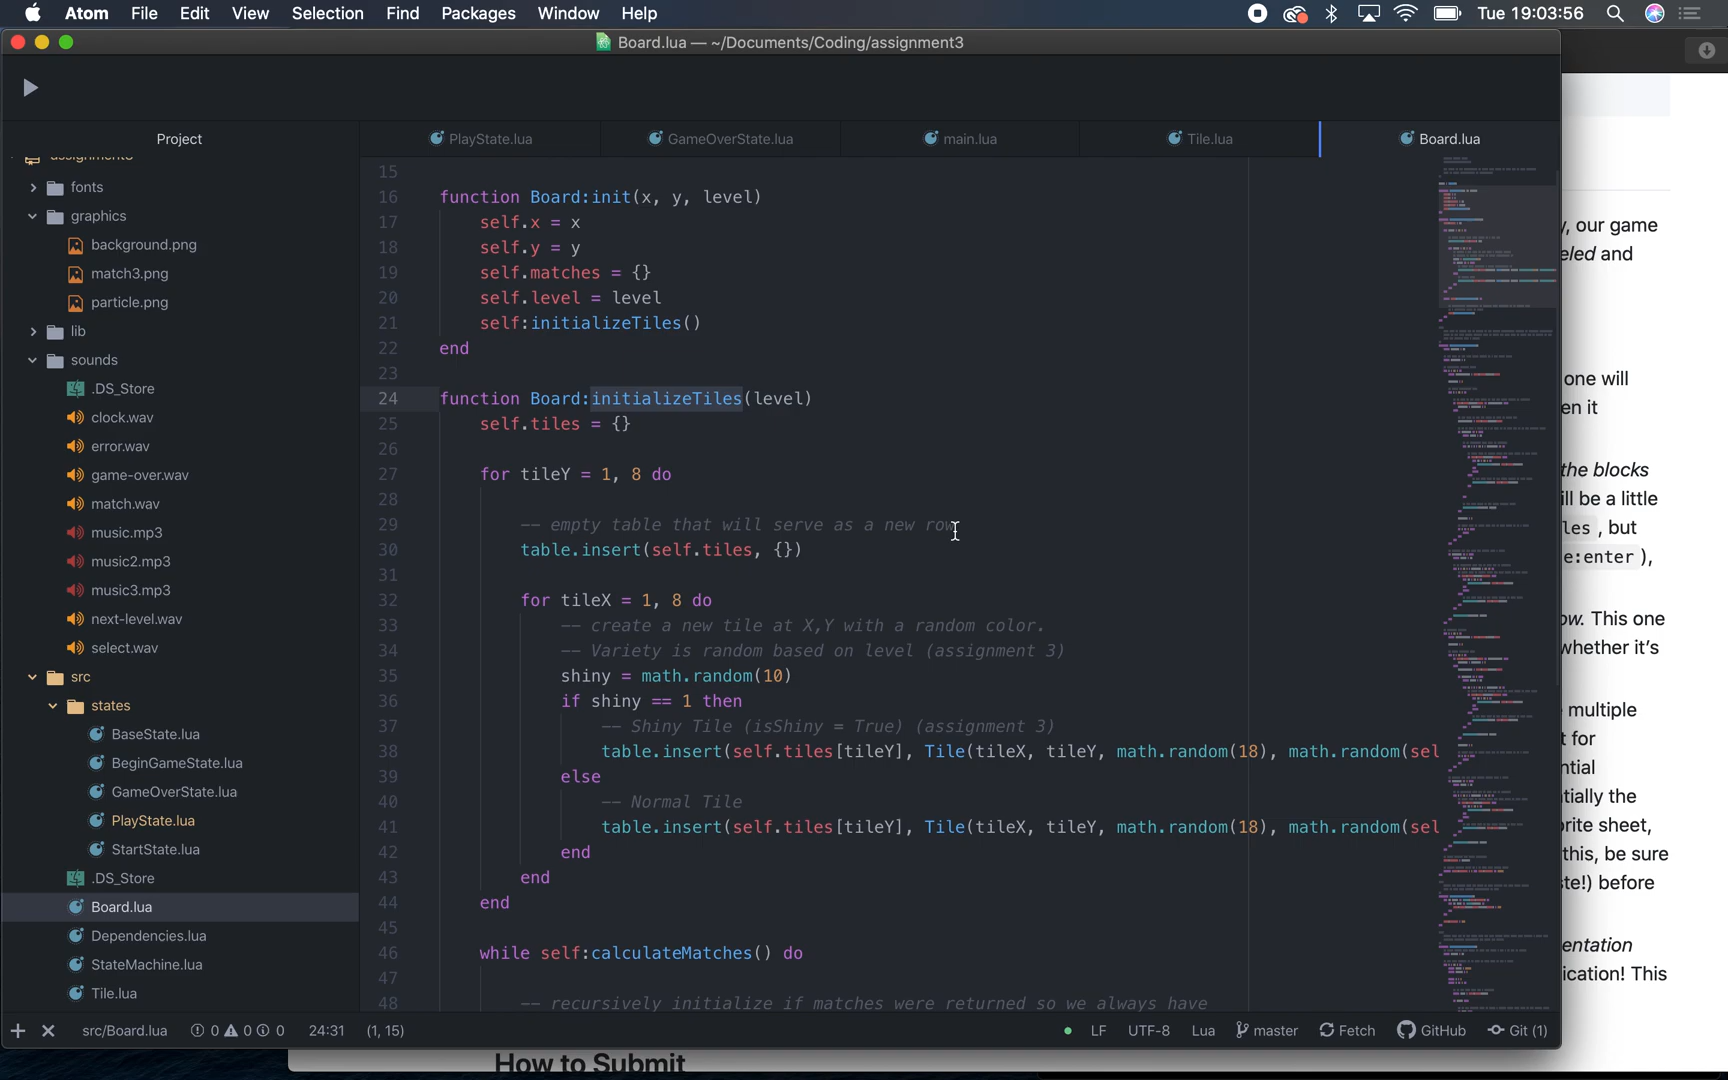 Atom File Edit View Selection Find Packages Window Help Tue 19:03:56
Board.lua — ~/Documents/Coding/assignment3
Project
PlayState.lua GameOverState.lua main.lua Tile.lua Board.lua
fonts
graphics
background.png
match3.png
particle.png
lib
sounds
.DS_Store
clock.wav
error.wav
game-over.wav
match.wav
music.mp3
music2.mp3
music3.mp3
next-level.wav
select.wav
src
states
BaseState.lua
BeginGameState.lua
GameOverState.lua
PlayState.lua
StartState.lua
.DS_Store
Board.lua
Dependencies.lua
StateMachine.lua
Tile.lua
15
16 function Board:init(x, y, level)
17 self.x = x
18 self.y = y
19 self.matches = {}
20 self.level = level
21 self:initializeTiles()
22 end
23
24 function Board:initializeTiles(level)
25 self.tiles = {}
26
27 for tileY = 1, 8 do
28
29 -- empty table that will serve as a new row
30 table.insert(self.tiles, {})
31
32 for tileX = 1, 8 do
33 -- create a new tile at X,Y with a random color.
34 -- Variety is random based on level (assignment 3)
35 shiny = math.random(10)
36 if shiny == 1 then
37 -- Shiny Tile (isShiny = True) (assignment 3)
38 table.insert(self.tiles[tileY], Tile(tileX, tileY, math.random(18), math.random(sel
39 else
40 -- Normal Tile
41 table.insert(self.tiles[tileY], Tile(tileX, tileY, math.random(18), math.random(sel
42 end
43 end
44 end
45
46 while self:calculateMatches() do
47
48 -- recursively initialize if matches were returned so we always have
, our game
eled and
one will
en it
the blocks
ill be a little
les , but
e:enter ),
ow. This one
whether it's
multiple
t for
ntial
tially the
rite sheet,
this, be sure
te!) before
entation
ication! This
src/Board.lua 0 0 0 24:31 (1, 15) LF UTF-8 Lua master Fetch GitHub Git (1)
How to Submit